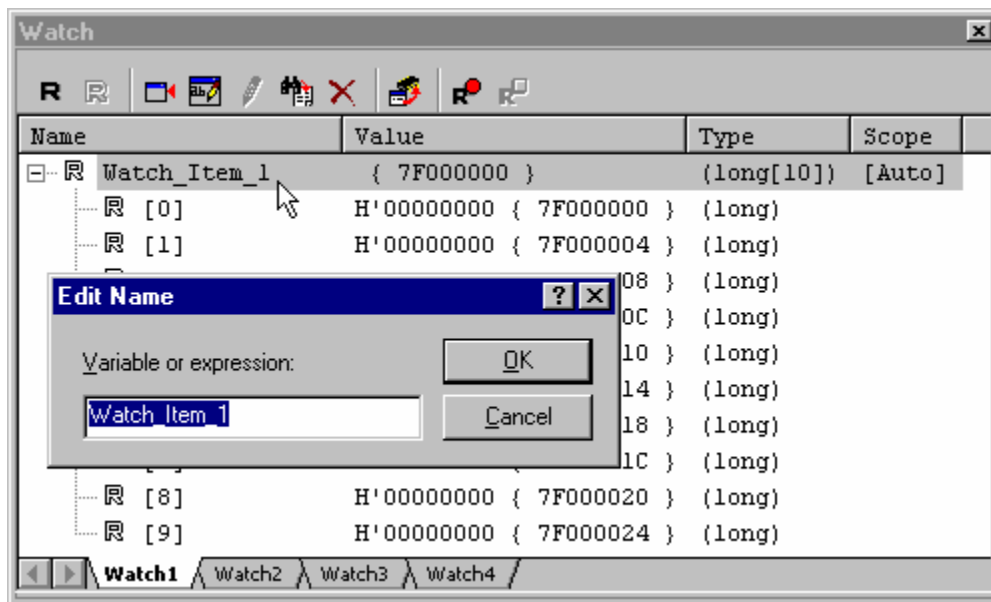 Watch
R R R R
Name Value Type Scope
R Watch_Item_1 { 7F000000 } (long[10]) [Auto]
R [0] H'00000000 { 7F000000 } (long)
R [1] H'00000000 { 7F000004 } (long)
08 } (long)
0C } (long)
10 } (long)
14 } (long)
18 } (long)
1C } (long)
Edit Name
Variable or expression:
OK
Watch_Item_1
Cancel
R [8] H'00000000 { 7F000020 } (long)
R [9] H'00000000 { 7F000024 } (long)
Watch1 Watch2 Watch3 Watch4